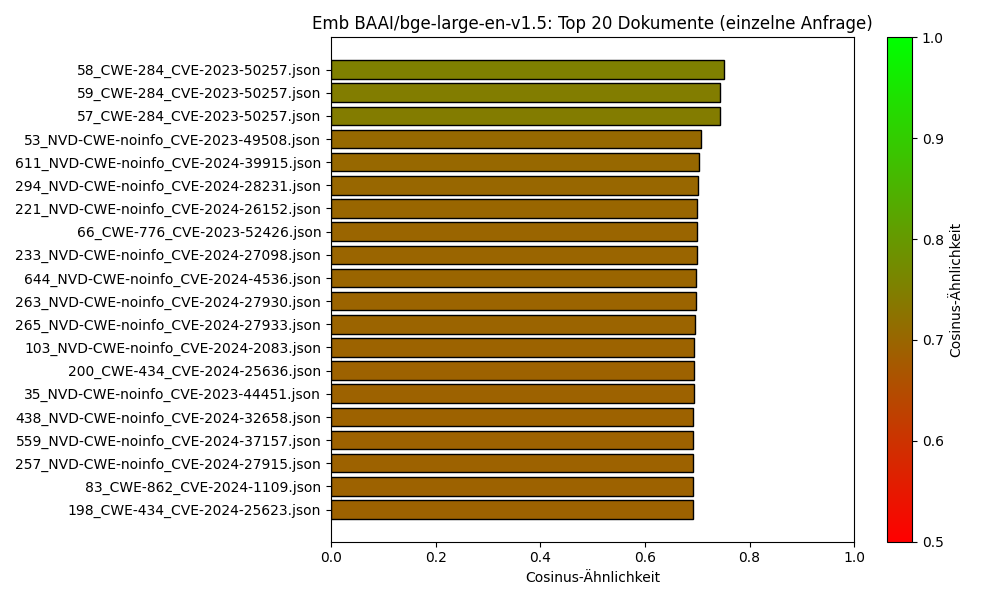 Emb BAAI/bge-large-en-v1.5: Top 20 Dokumente (einzelne Anfrage)
58_CWE-284_CVE-2023-50257.json
59_CWE-284_CVE-2023-50257.json
57_CWE-284_CVE-2023-50257.json
53_NVD-CWE-noinfo_CVE-2023-49508.json
611_NVD-CWE-noinfo_CVE-2024-39915.json
294_NVD-CWE-noinfo_CVE-2024-28231.json
221_NVD-CWE-noinfo_CVE-2024-26152.json
66_CWE-776_CVE-2023-52426.json
233_NVD-CWE-noinfo_CVE-2024-27098.json
644_NVD-CWE-noinfo_CVE-2024-4536.json
263_NVD-CWE-noinfo_CVE-2024-27930.json
265_NVD-CWE-noinfo_CVE-2024-27933.json
103_NVD-CWE-noinfo_CVE-2024-2083.json
200_CWE-434_CVE-2024-25636.json
35_NVD-CWE-noinfo_CVE-2023-44451.json
438_NVD-CWE-noinfo_CVE-2024-32658.json
559_NVD-CWE-noinfo_CVE-2024-37157.json
257_NVD-CWE-noinfo_CVE-2024-27915.json
83_CWE-862_CVE-2024-1109.json
198_CWE-434_CVE-2024-25623.json
0.0 0.2 0.4 0.6 0.8 1.0
Cosinus-Ähnlichkeit
1.0
0.9
0.8
0.7
0.6
0.5
Cosinus-Ähnlichkeit